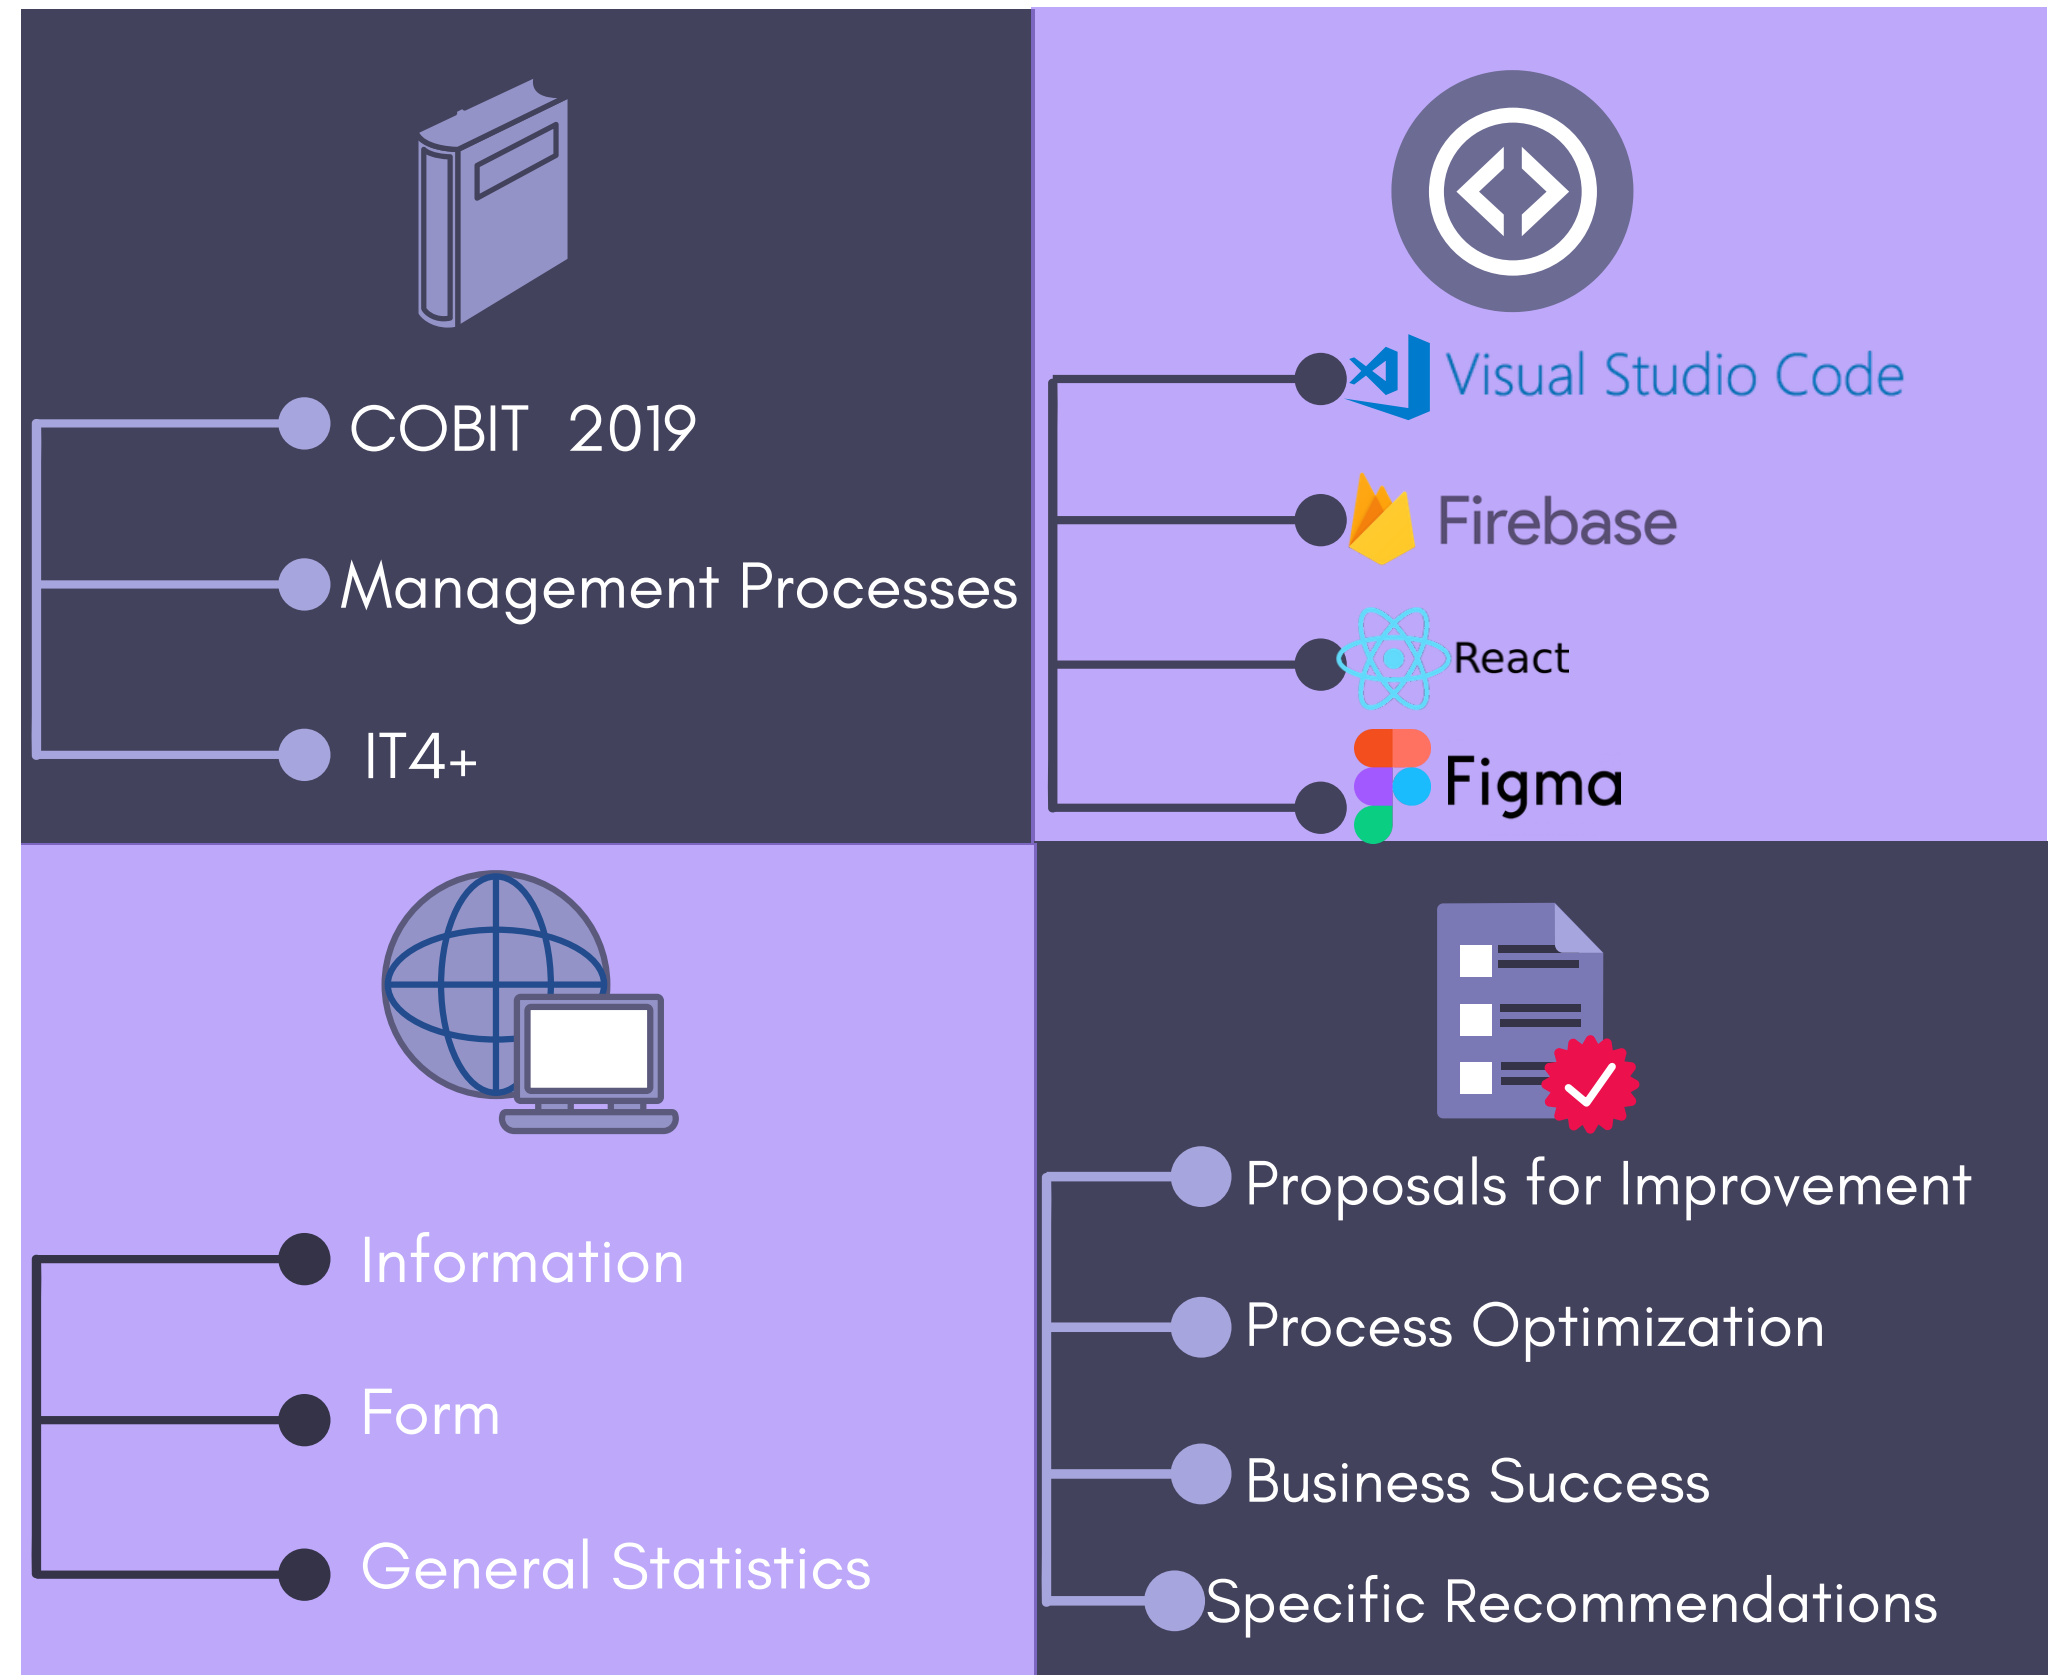 COBIT 2019
Management Processes
IT4+
Visual Studio Code
Firebase
React
Figma
Information
Form
General Statistics
Proposals for Improvement
Process Optimization
Business Success
Specific Recommendations